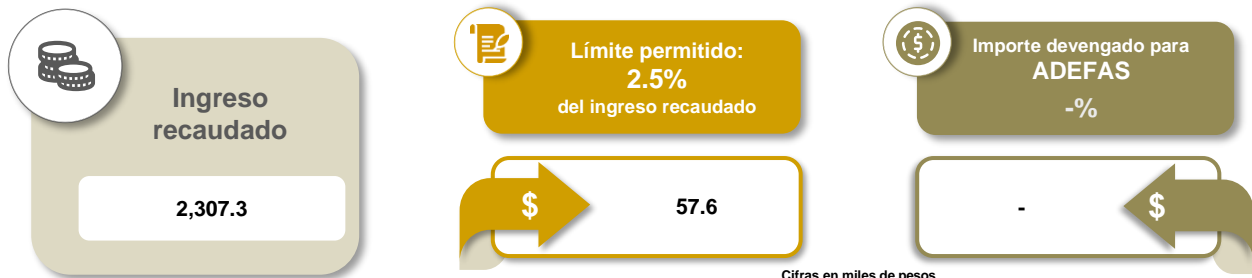 Ingreso
recaudado
2,307.3
Límite permitido:
2.5%
del ingreso recaudado
$
57.6
Importe devengado para
ADEFAS
-%
-
$
Cifras en miles de pesos